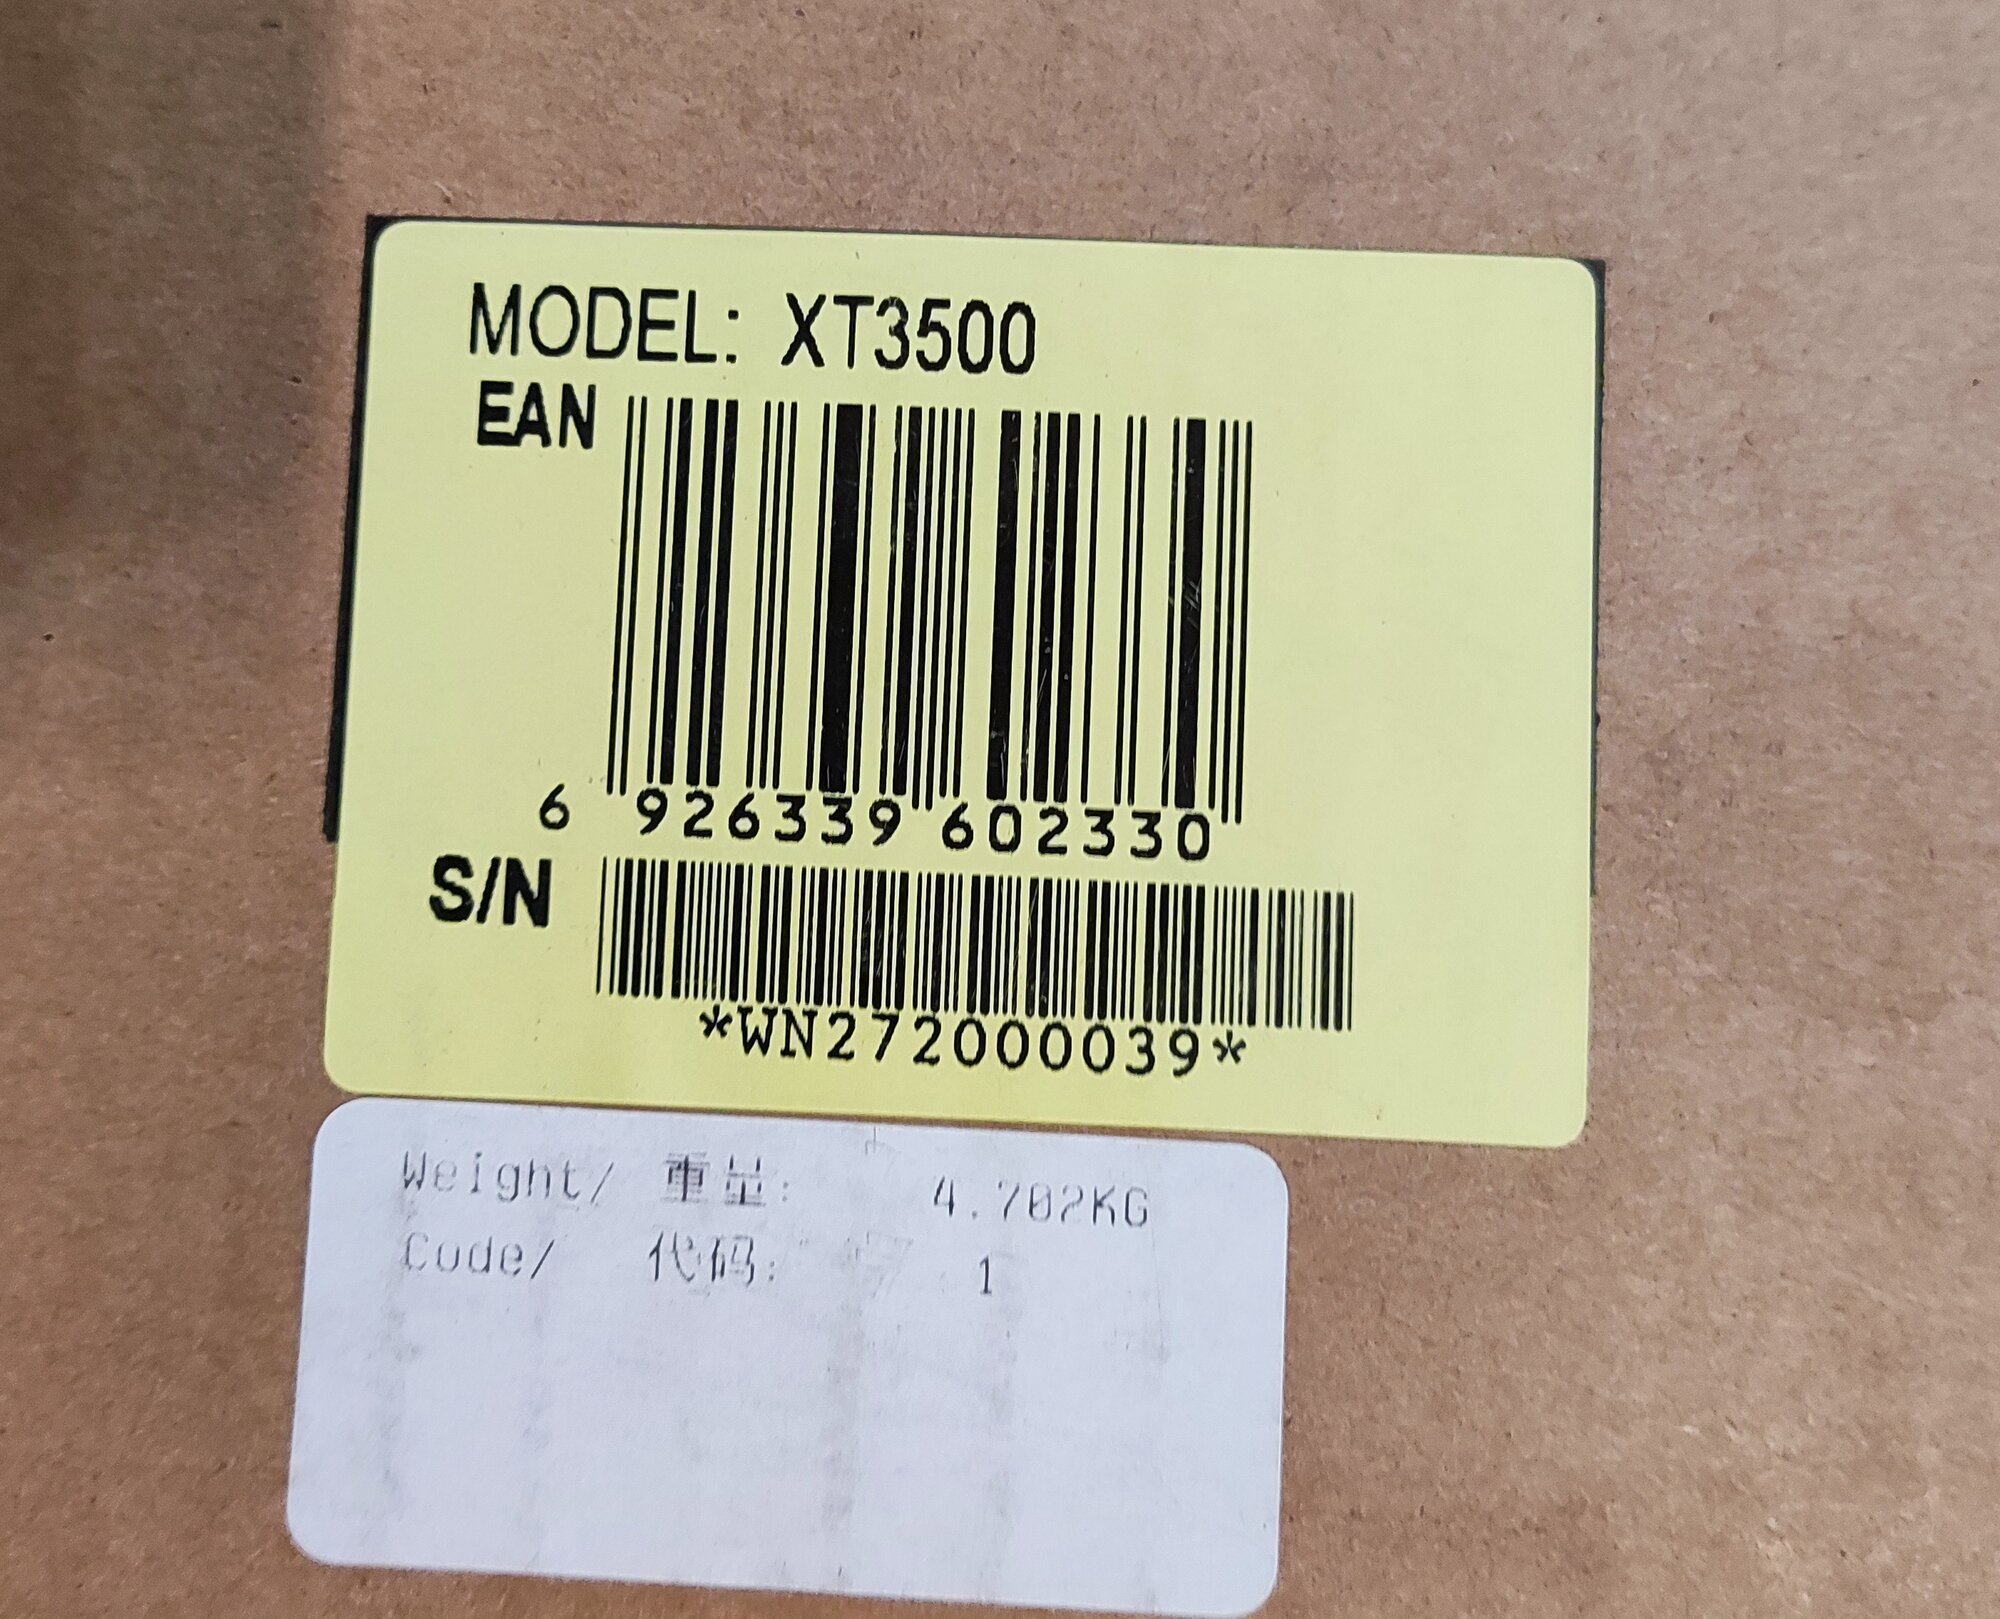 MODEL: XT3500
EAN
6 926339 602330
S/N
*WN272000039*
Weight/ 重量: 4.702KG
Code/ 代码: 1